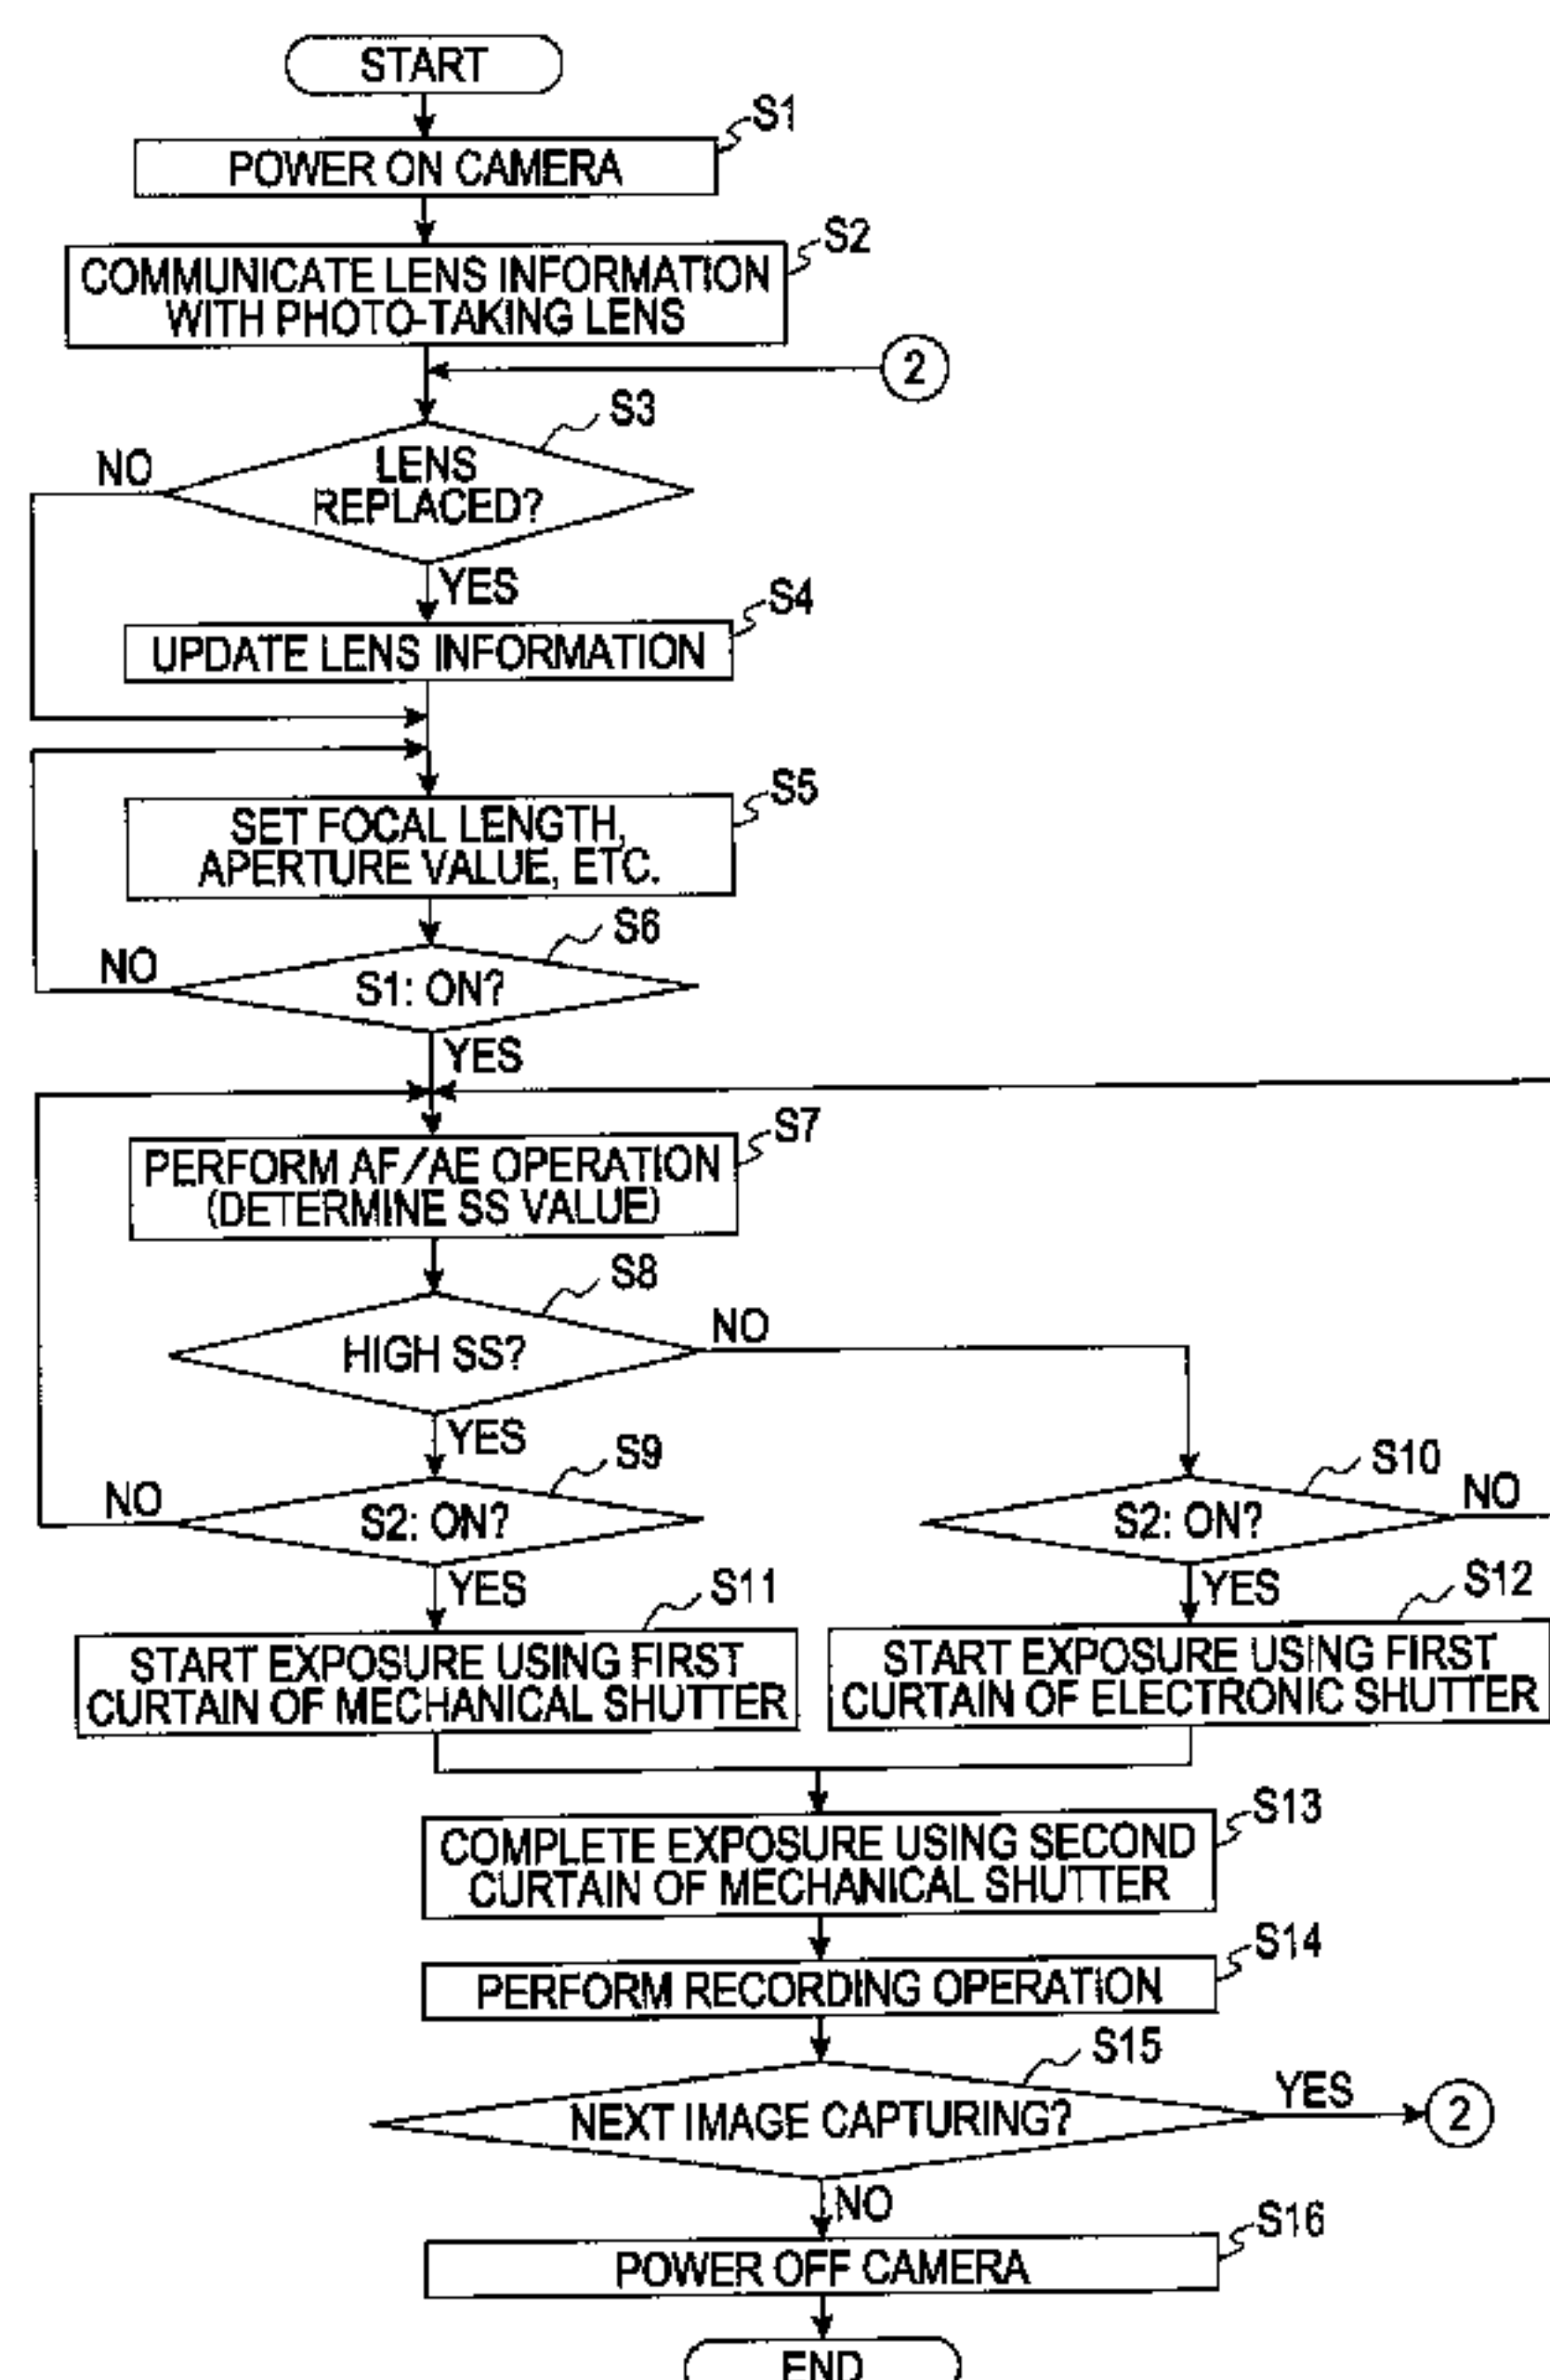 START
S1
POWER ON CAMERA
S2
COMMUNICATE LENS INFORMATION
WITH PHOTO-TAKING LENS
2
S3
NO
LENS
REPLACED?
YES
S4
UPDATE LENS INFORMATION
S5
SET FOCAL LENGTH,
APERTURE VALUE, ETC.
S6
NO
S1: ON?
YES
S7
PERFORM AF/AE OPERATION
(DETERMINE SS VALUE)
S8
HIGH SS?
NO
YES
S9
NO
S2: ON?
YES
S10
S2: ON?
NO
YES
S11
START EXPOSURE USING FIRST
CURTAIN OF MECHANICAL SHUTTER
S12
START EXPOSURE USING FIRST
CURTAIN OF ELECTRONIC SHUTTER
S13
COMPLETE EXPOSURE USING SECOND
CURTAIN OF MECHANICAL SHUTTER
S14
PERFORM RECORDING OPERATION
S15
NEXT IMAGE CAPTURING?
YES
2
NO
S16
POWER OFF CAMERA
END